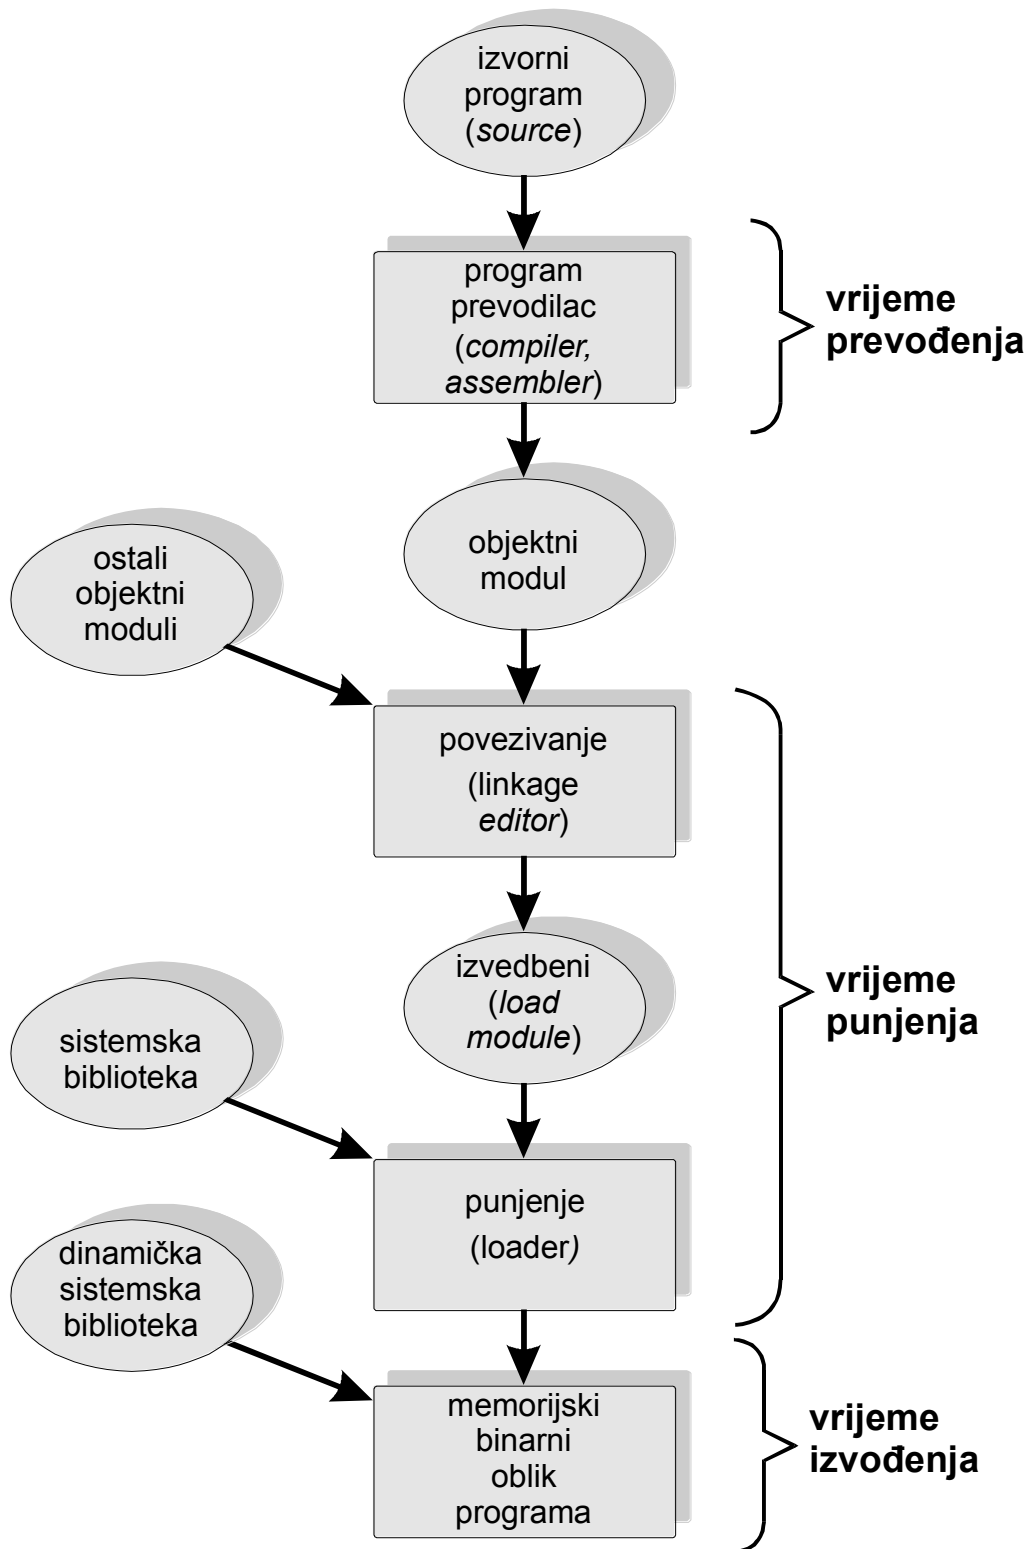 izvorni
program
(source)
program
prevodilac
(compiler,
assembler)
vrijeme
prevođenja
objektni
modul
ostali
objektni
moduli
povezivanje
(linkage
editor)
izvedbeni
(load
module)
vrijeme
punjenja
sistemska
biblioteka
punjenje
(loader)
dinamička
sistemska
biblioteka
memorijski
binarni
oblik
programa
vrijeme
izvođenja